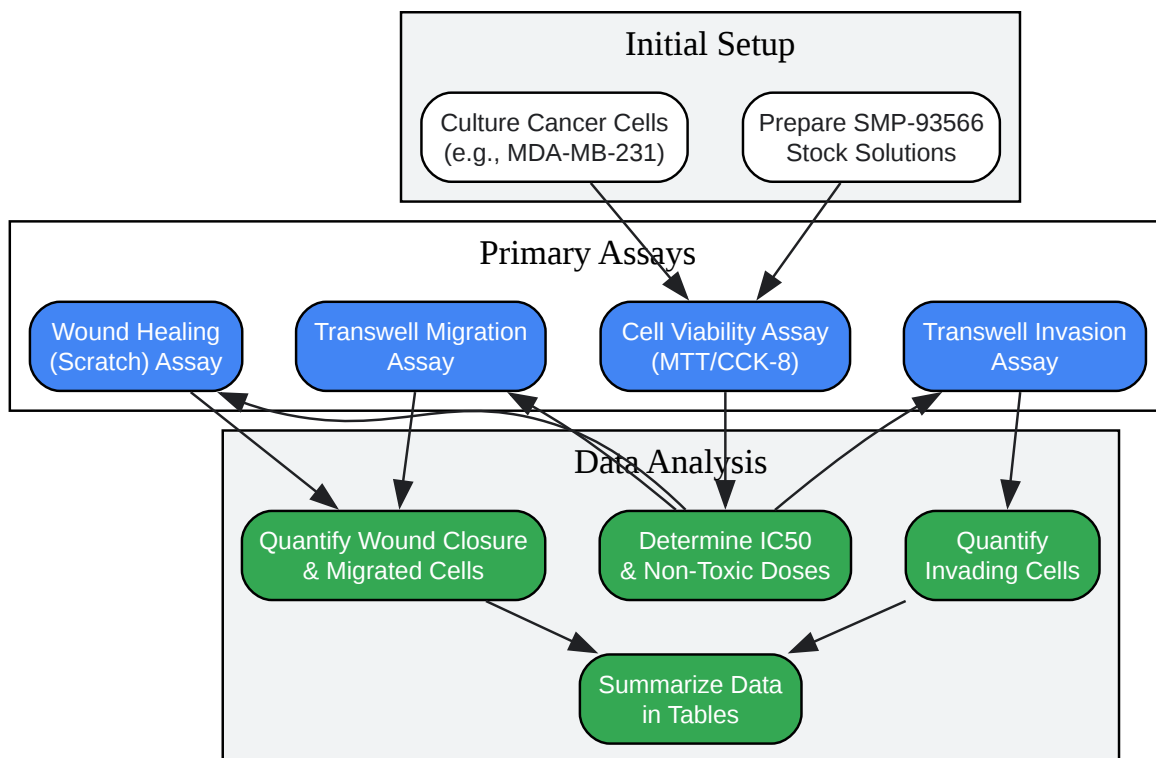 Initial Setup
Culture Cancer Cells
(e.g., MDA-MB-231)
Prepare SMP-93566
Stock Solutions
Primary Assays
Wound Healing
(Scratch) Assay
Transwell Migration
Assay
Cell Viability Assay
(MTT/CCK-8)
Transwell Invasion
Assay
Data Analysis
Quantify Wound Closure
& Migrated Cells
Determine IC50
& Non-Toxic Doses
Quantify
Invading Cells
Summarize Data
in Tables